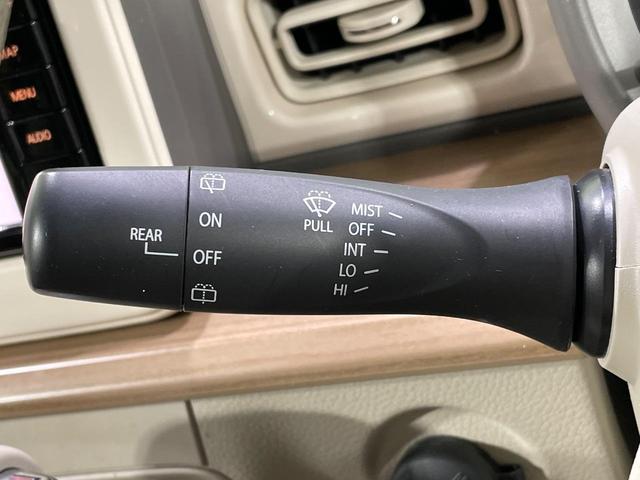 MAP
MENU
AUDIO
REAR
ON
OFF
PULL
MIST
OFF
INT
LO
HI